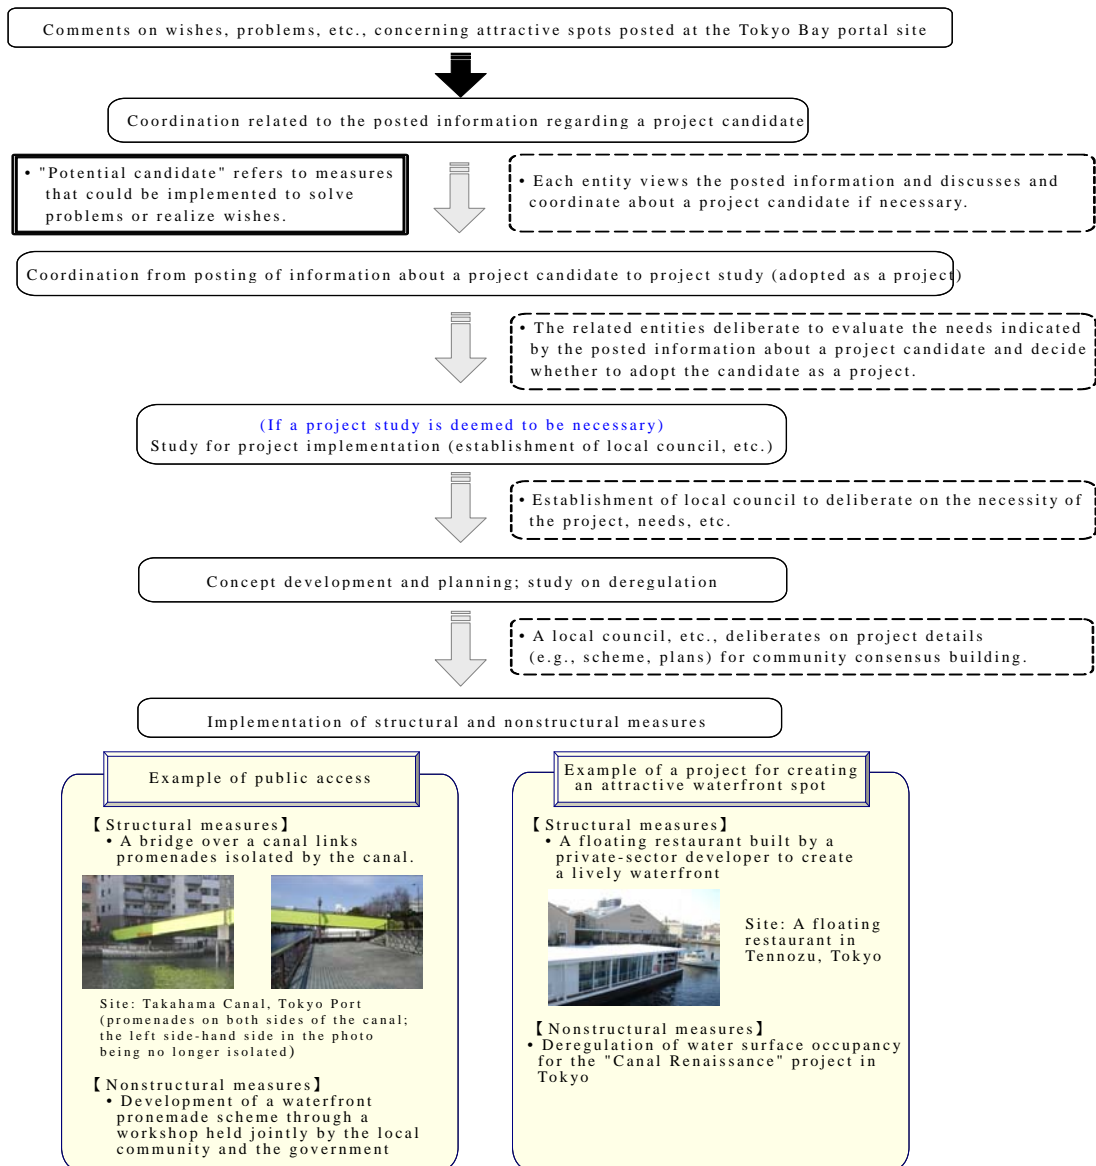 Comments on wishes, problems, etc., concerning attractive spots posted at the Tokyo Bay portal site
Coordination related to the posted information regarding a project candidate
• "Potential candidate" refers to measures
that could be implemented to solve
problems or realize wishes.
• Each entity views the posted information and discusses and
coordinate about a project candidate if necessary.
Coordination from posting of information about a project candidate to project study (adopted as a project)
• The related entities deliberate to evaluate the needs indicated
by the posted information about a project candidate and decide
whether to adopt the candidate as a project.
(If a project study is deemed to be necessary)
Study for project implementation (establishment of local council, etc.)
• Establishment of local council to deliberate on the necessity of
the project, needs, etc.
Concept development and planning; study on deregulation
• A local council, etc., deliberates on project details
(e.g., scheme, plans) for community consensus building.
Implementation of structural and nonstructural measures
Example of public access
【Structural measures】
• A bridge over a canal links
promenades isolated by the canal.
Site: Takahama Canal, Tokyo Port
(promenades on both sides of the canal;
the left side-hand side in the photo
being no longer isolated)
【Nonstructural measures】
• Development of a waterfront
pronemade scheme through a
workshop held jointly by the local
community and the government
Example of a project for creating
an attractive waterfront spot
【Structural measures】
• A floating restaurant built by a
private-sector developer to create
a lively waterfront
Site: A floating
restaurant in
Tennozu, Tokyo
【Nonstructural measures】
• Deregulation of water surface occupancy
for the "Canal Renaissance" project in
Tokyo